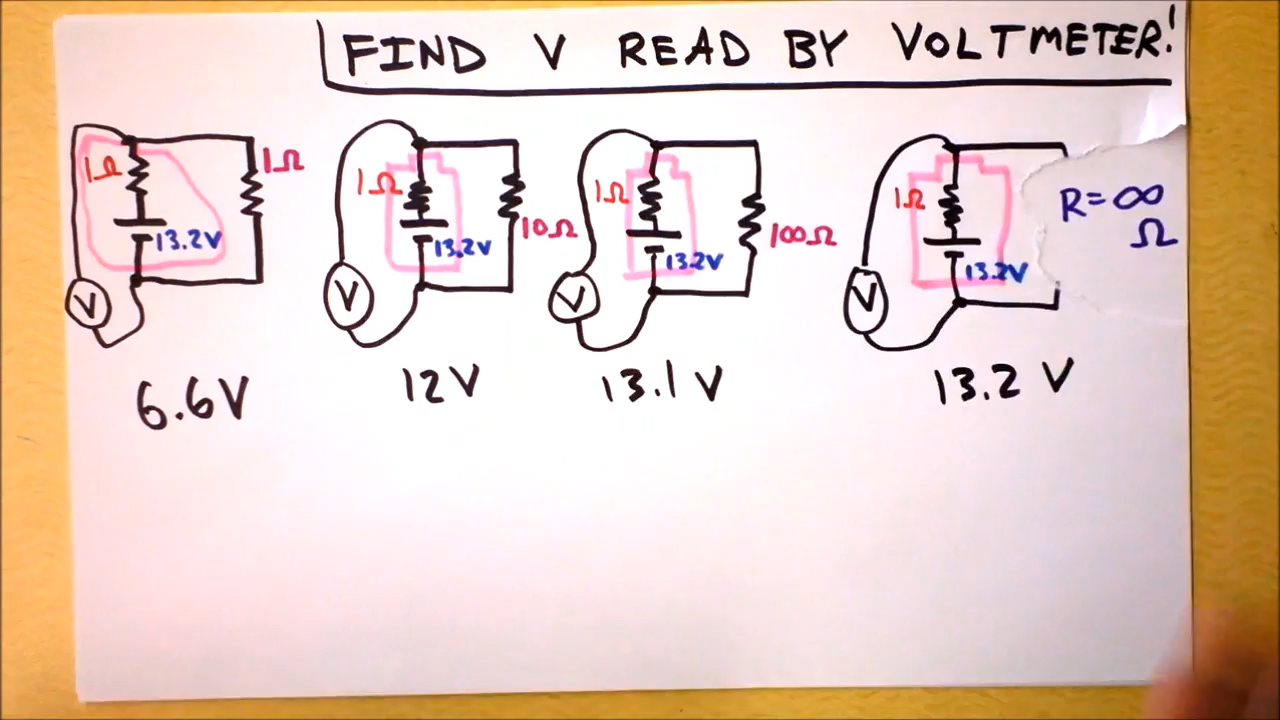 FIND V READ BY VOLTMETER!
1Ω 1Ω 13.2V V
1Ω 10Ω 13.2V V
1Ω 100Ω 13.2V V
1Ω R=∞ Ω 13.2V V
6.6V 12V 13.1V 13.2 V